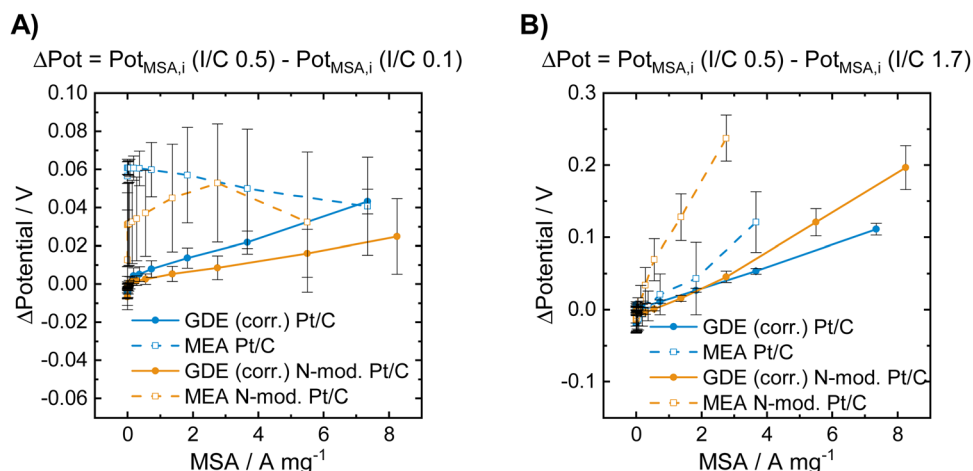 A)
ΔPot = Pot_MSA,i (I/C 0.5) - Pot_MSA,i (I/C 0.1)
ΔPotential / V
0.10
0.08
0.06
0.04
0.02
0.00
-0.02
-0.04
-0.06
GDE (corr.) Pt/C
MEA Pt/C
GDE (corr.) N-mod. Pt/C
MEA N-mod. Pt/C
0 2 4 6 8
MSA / A mg⁻¹
B)
ΔPot = Pot_MSA,i (I/C 0.5) - Pot_MSA,i (I/C 1.7)
ΔPotential / V
0.3
0.2
0.1
0.0
-0.1
GDE (corr.) Pt/C
MEA Pt/C
GDE (corr.) N-mod. Pt/C
MEA N-mod. Pt/C
0 2 4 6 8
MSA / A mg⁻¹